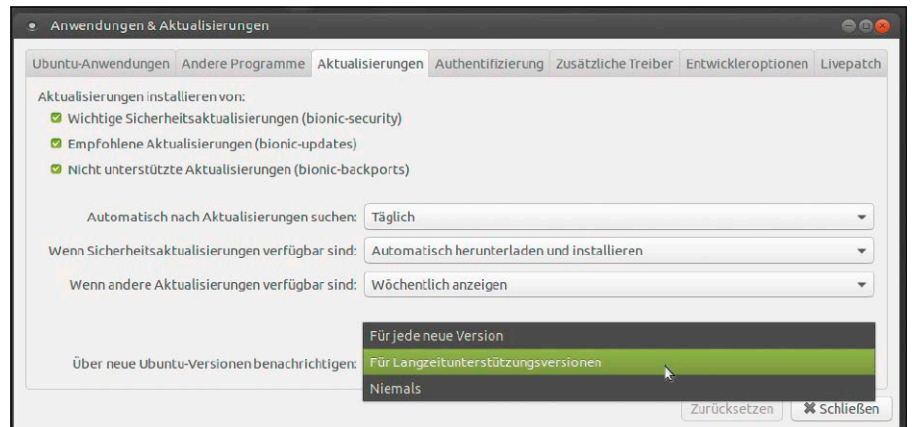 Anwendungen & Aktualisierungen
Ubuntu-Anwendungen Andere Programme Aktualisierungen Authentifizierung Zusätzliche Treiber Entwickleroptionen Livepatch
Aktualisierungen installieren von:
Wichtige Sicherheitsaktualisierungen (bionic-security)
Empfohlene Aktualisierungen (bionic-updates)
Nicht unterstützte Aktualisierungen (bionic-backports)
Automatisch nach Aktualisierungen suchen: Täglich
Wenn Sicherheitsaktualisierungen verfügbar sind: Automatisch herunterladen und installieren
Wenn andere Aktualisierungen verfügbar sind: Wöchentlich anzeigen
Für jede neue Version
Über neue Ubuntu-Versionen benachrichtigen: Für Langzeitunterstützungsversionen
Niemals
Zurücksetzen Schließen